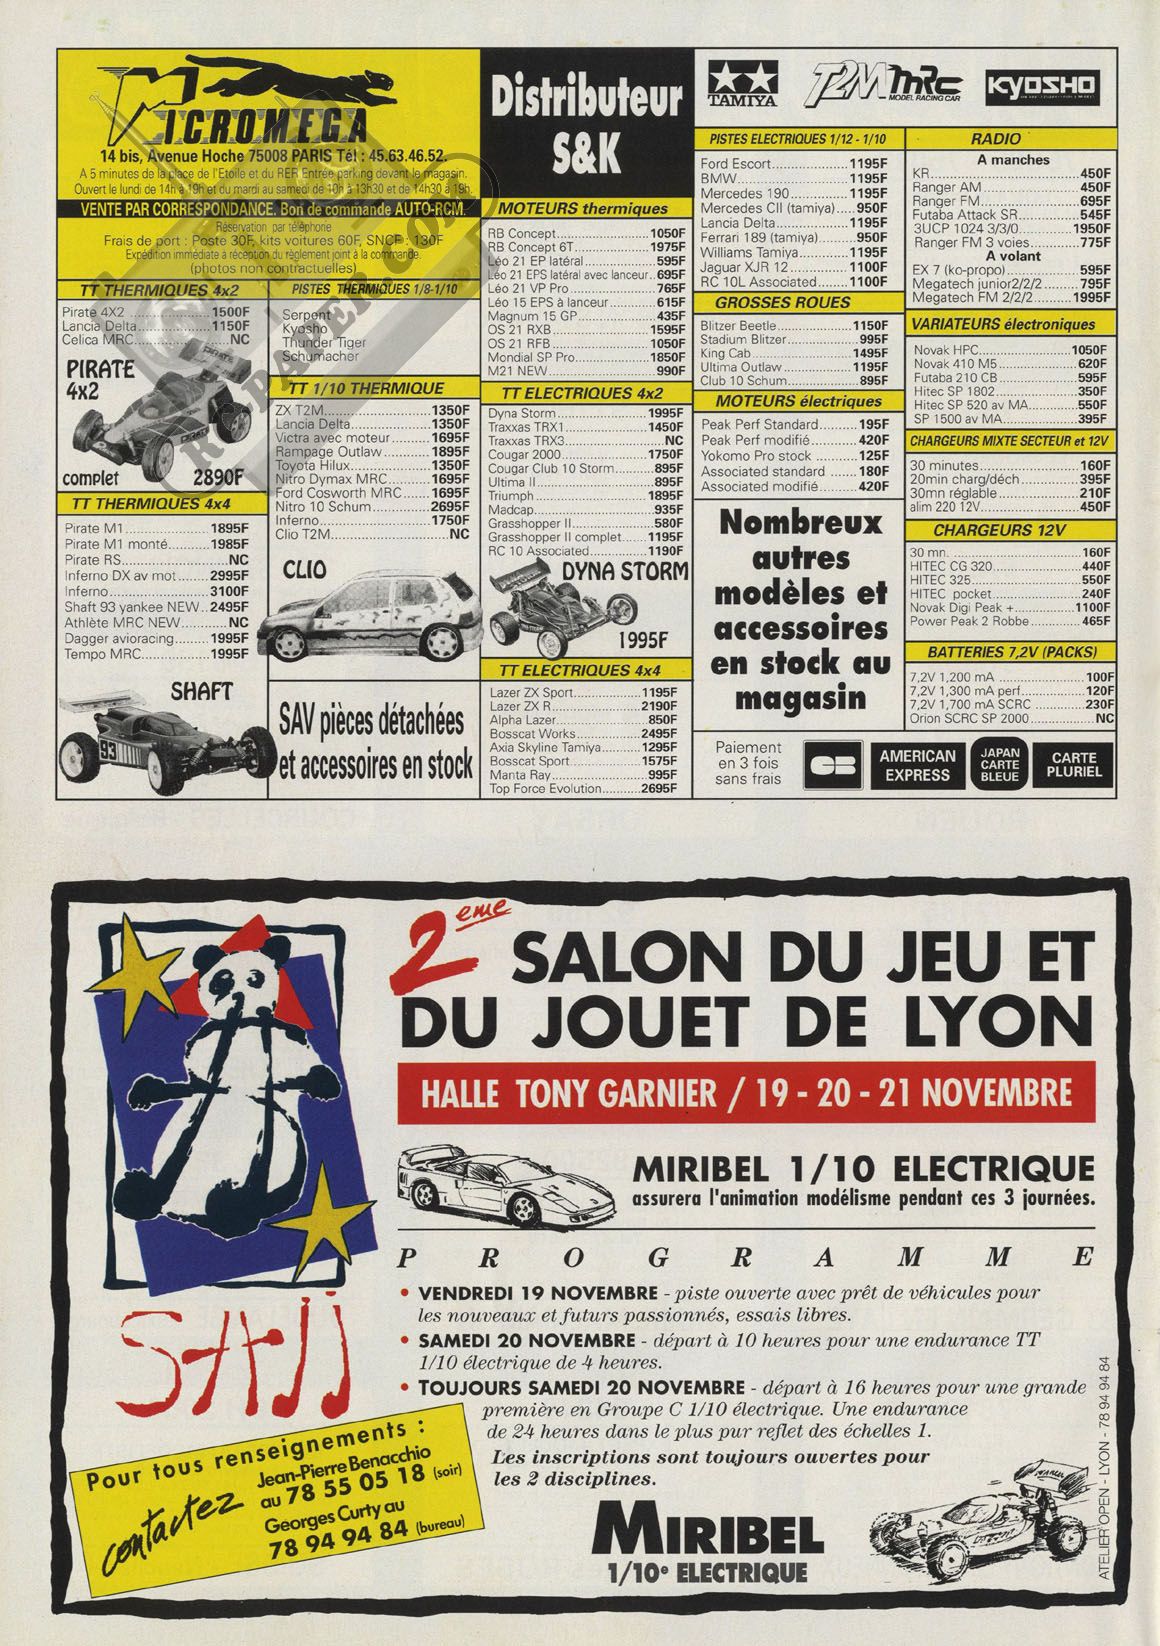 MICROMEGA
14 bis, Avenue Hoche 75008 PARIS Tél : 45.63.46.52.
A 5 minutes de la place de l'Etoile et du RER Entrée parking devant le magasin.
Ouvert le lundi de 14h à 19h et du mardi au samedi de 10h à 13h30 et de 14h30 à 19h.
VENTE PAR CORRESPONDANCE. Bon de commande AUTO-RCM.
Réservation par téléphone
Frais de port : Poste 30F, kits voitures 60F, SNCF : 130F
Expédition immédiate à réception du règlement joint à la commande.
(photos non contractuelles)
TT THERMIQUES 4x2
Pirate 4X2 1500F
Lancia Delta 1150F
Celica MRC NC
PIRATE
4x2
complet 2890F
TT THERMIQUES 4x4
Pirate M1 1895F
Pirate M1 monté 1985F
Pirate RS NC
Inferno DX av mot 2995F
Inferno 3100F
Shaft 93 yankee NEW 2495F
Athlète MRC NEW NC
Dagger avioracing 1995F
Tempo MRC 1995F
SHAFT
93
PISTES THERMIQUES 1/8-1/10
Serpent
Kyosho
Thunder Tiger
Schumacher
RC-PAPER.COM
TT 1/10 THERMIQUE
ZX T2M 1350F
Lancia Delta 1350F
Victra avec moteur 1695F
Rampage Outlaw 1895F
Toyota Hilux 1350F
Nitro Dymax MRC 1695F
Ford Cosworth MRC 1695F
Nitro 10 Schum 2695F
Inferno 1750F
Clio T2M NC
CLIO
SAV pièces détachées
et accessoires en stock
Distributeur
S&K
MOTEURS thermiques
RB Concept 1050F
RB Concept 6T 1975F
Léo 21 EP latéral 595F
Léo 21 EPS latéral avec lanceur 695F
Léo 21 VP Pro 765F
Léo 15 EPS à lanceur 615F
Magnum 15 GP 435F
OS 21 RXB 1595F
OS 21 RFB 1050F
Mondial SP Pro 1850F
M21 NEW 990F
TT ELECTRIQUES 4x2
Dyna Storm 1995F
Traxxas TRX1 1450F
Traxxas TRX3 NC
Cougar 2000 1750F
Cougar Club 10 Storm 895F
Ultima II 895F
Triumph 1895F
Madcap 935F
Grasshopper II 580F
Grasshopper II complet 1195F
RC 10 Associated 1190F
DYNA STORM
1995F
TT ELECTRIQUES 4x4
Lazer ZX Sport 1195F
Lazer ZX R 2190F
Alpha Lazer 850F
Bosscat Works 2495F
Axia Skyline Tamiya 1295F
Bosscat Sport 1575F
Manta Ray 995F
Top Force Evolution 2695F
TAMIYA
T2M
MRC
MODEL RACING CAR
KYOSHO
PISTES ELECTRIQUES 1/12 - 1/10
Ford Escort 1195F
BMW 1195F
Mercedes 190 1195F
Mercedes CII (tamiya) 950F
Lancia Delta 1195F
Ferrari 189 (tamiya) 950F
Williams Tamiya 1195F
Jaguar XJR 12 1100F
RC 10L Associated 1100F
GROSSES ROUES
Blitzer Beetle 1150F
Stadium Blitzer 995F
King Cab 1495F
Ultima Outlaw 1195F
Club 10 Schum 895F
MOTEURS électriques
Peak Perf Standard 195F
Peak Perf modifié 420F
Yokomo Pro stock 125F
Associated standard 180F
Associated modifié 420F
Nombreux
autres
modèles et
accessoires
en stock au
magasin
RADIO
A manches
KR 450F
Ranger AM 450F
Ranger FM 695F
Futaba Attack SR 545F
3UCP 1024 3/3/0 1950F
Ranger FM 3 voies 775F
A volant
EX 7 (ko-propo) 595F
Megatech junior2/2/2 795F
Megatech FM 2/2/2 1995F
VARIATEURS électroniques
Novak HPC 1050F
Novak 410 M5 620F
Futaba 210 CB 595F
Hitec SP 1802 350F
Hitec SP 520 av MA 550F
SP 1500 av MA 395F
CHARGEURS MIXTE SECTEUR et 12V
30 minutes 160F
20min charg/déch 395F
30mn réglable 210F
alim 220 12V 450F
CHARGEURS 12V
30 mn 160F
HITEC CG 320 440F
HITEC 325 550F
HITEC pocket 240F
Novak Digi Peak + 1100F
Power Peak 2 Robbe 465F
BATTERIES 7,2V (PACKS)
7,2V 1,200 mA 100F
7,2V 1,300 mA perf 120F
7,2V 1,700 mA SCRC 230F
Orion SCRC SP 2000 NC
Paiement
en 3 fois
sans frais
CB
AMERICAN
EXPRESS
JAPAN
CARTE
BLEUE
CARTE
PLURIEL
2eme SALON DU JEU ET
DU JOUET DE LYON
HALLE TONY GARNIER / 19 - 20 - 21 NOVEMBRE
MIRIBEL 1/10 ELECTRIQUE
assurera l'animation modélisme pendant ces 3 journées.
PROGRAMME
• VENDREDI 19 NOVEMBRE - piste ouverte avec prêt de véhicules pour
les nouveaux et futurs passionnés, essais libres.
• SAMEDI 20 NOVEMBRE - départ à 10 heures pour une endurance TT
1/10 électrique de 4 heures.
• TOUJOURS SAMEDI 20 NOVEMBRE - départ à 16 heures pour une grande
première en Groupe C 1/10 électrique. Une endurance
de 24 heures dans le plus pur reflet des échelles 1.
Les inscriptions sont toujours ouvertes pour
les 2 disciplines.
SAJJ
Pour tous renseignements :
contactez
Jean-Pierre Benacchio
au 78 55 05 18 (soir)
Georges Curty au
78 94 94 84 (bureau)
MIRIBEL
1/10e ELECTRIQUE
ATELIER OPEN - LYON - 78 94 94 84